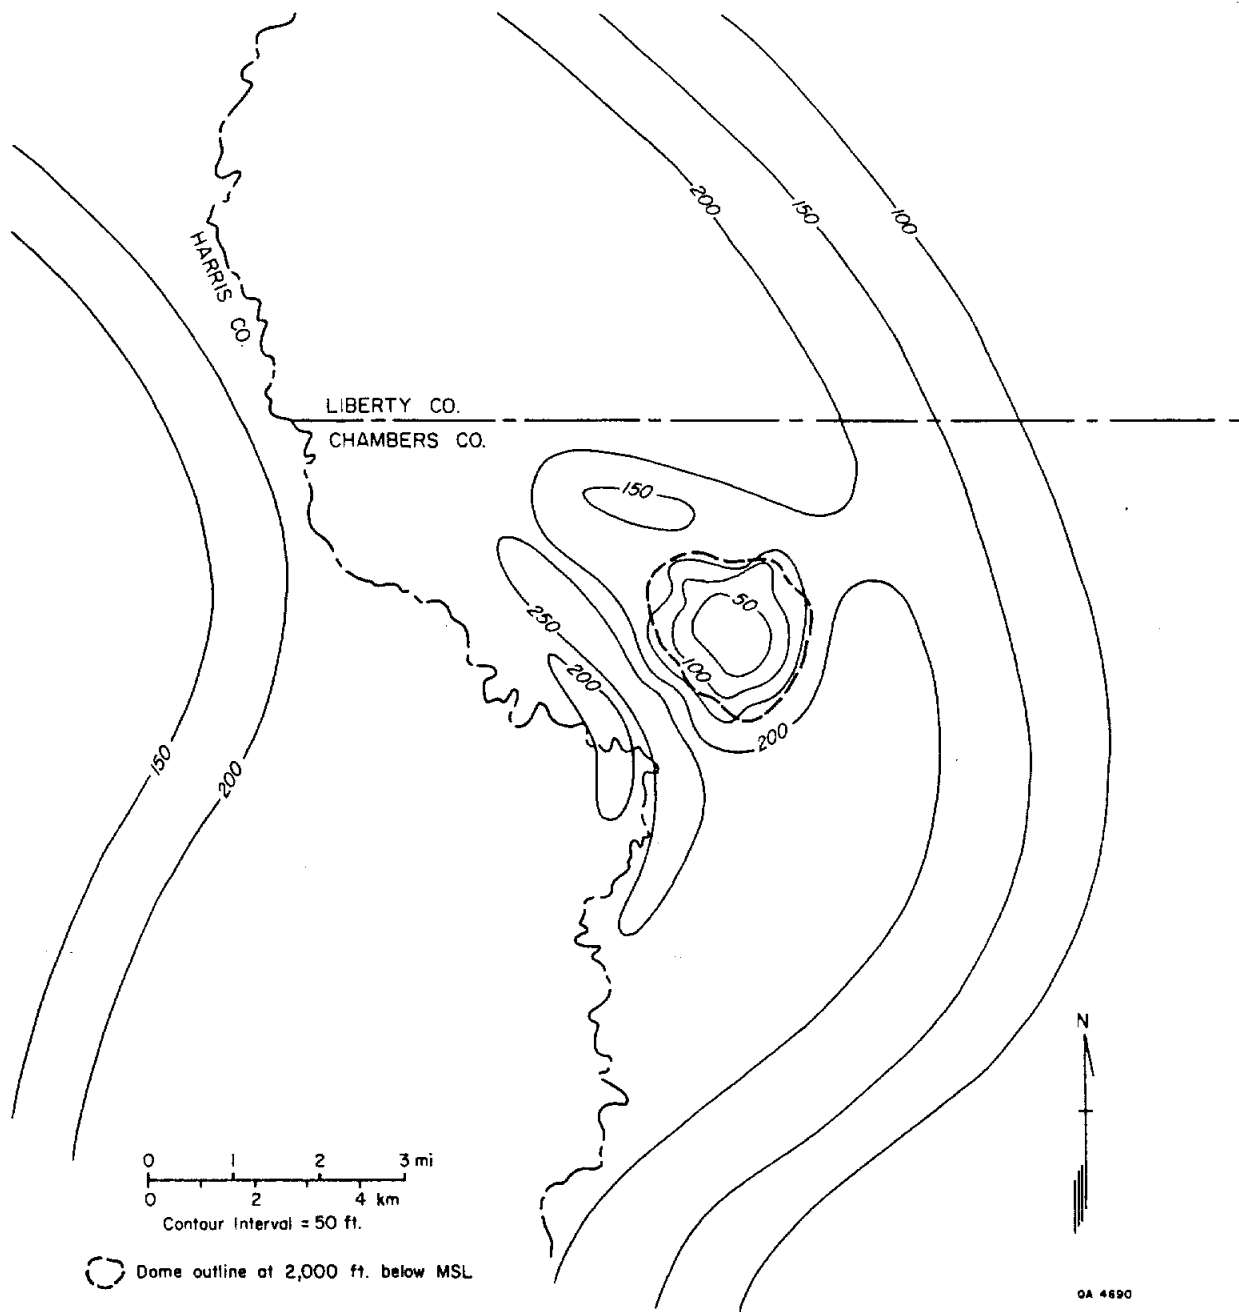 200
150
100
HARRIS CO.
LIBERTY CO.
CHAMBERS CO.
150
50
250
100
200
200
150
200
N
0 1 2 3 mi
0 2 4 km
Contour Interval = 50 ft.
Dome outline at 2,000 ft. below MSL
QA 4690